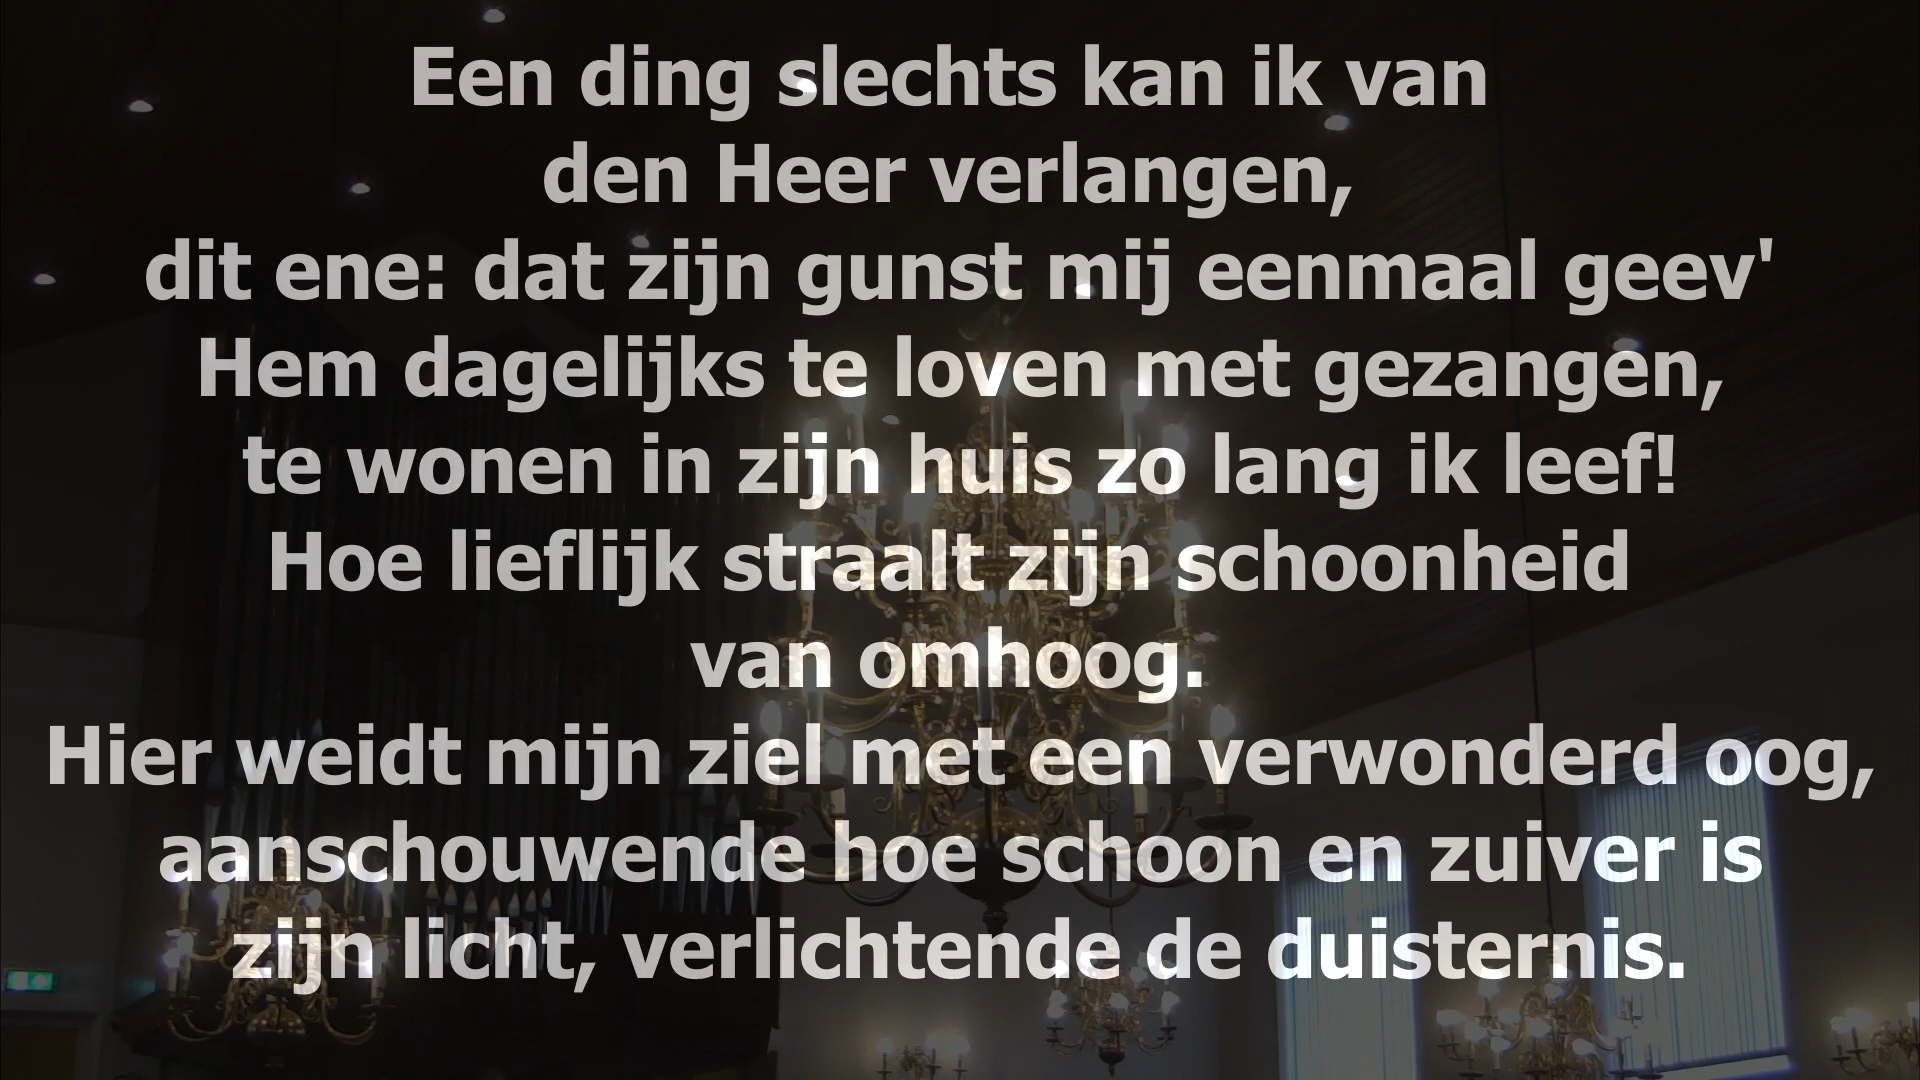 Een ding slechts kan ik van
den Heer verlangen,
dit ene: dat zijn gunst mij eenmaal geev'
Hem dagelijks te loven met gezangen,
te wonen in zijn huis zo lang ik leef!
Hoe lieflijk straalt zijn schoonheid
van omhoog.
Hier weidt mijn ziel met een verwonderd oog,
aanschouwende hoe schoon en zuiver is
zijn licht, verlichtende de duisternis.